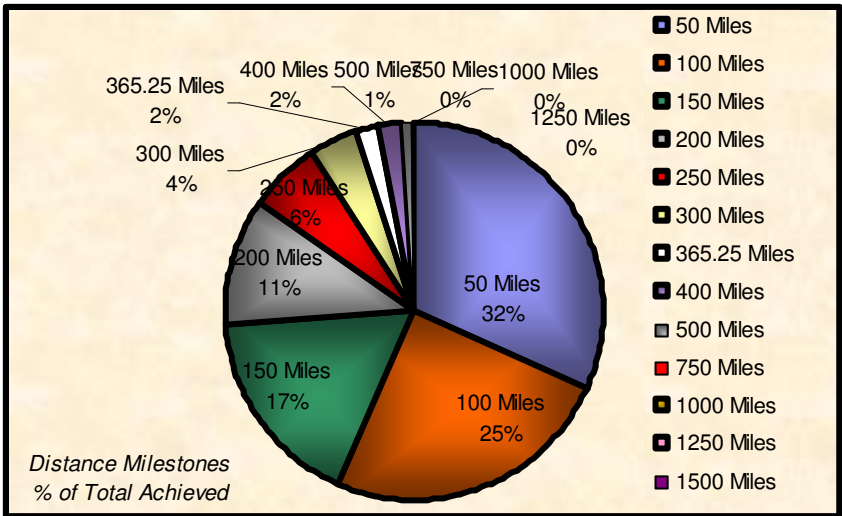 365.25 Miles
2%
400 Miles
2%
500 Miles
1%
750 Miles
0%
1000 Miles
0%
1250 Miles
0%
300 Miles
4%
250 Miles
6%
200 Miles
11%
50 Miles
32%
150 Miles
17%
100 Miles
25%
Distance Milestones
% of Total Achieved
50 Miles
100 Miles
150 Miles
200 Miles
250 Miles
300 Miles
365.25 Miles
400 Miles
500 Miles
750 Miles
1000 Miles
1250 Miles
1500 Miles